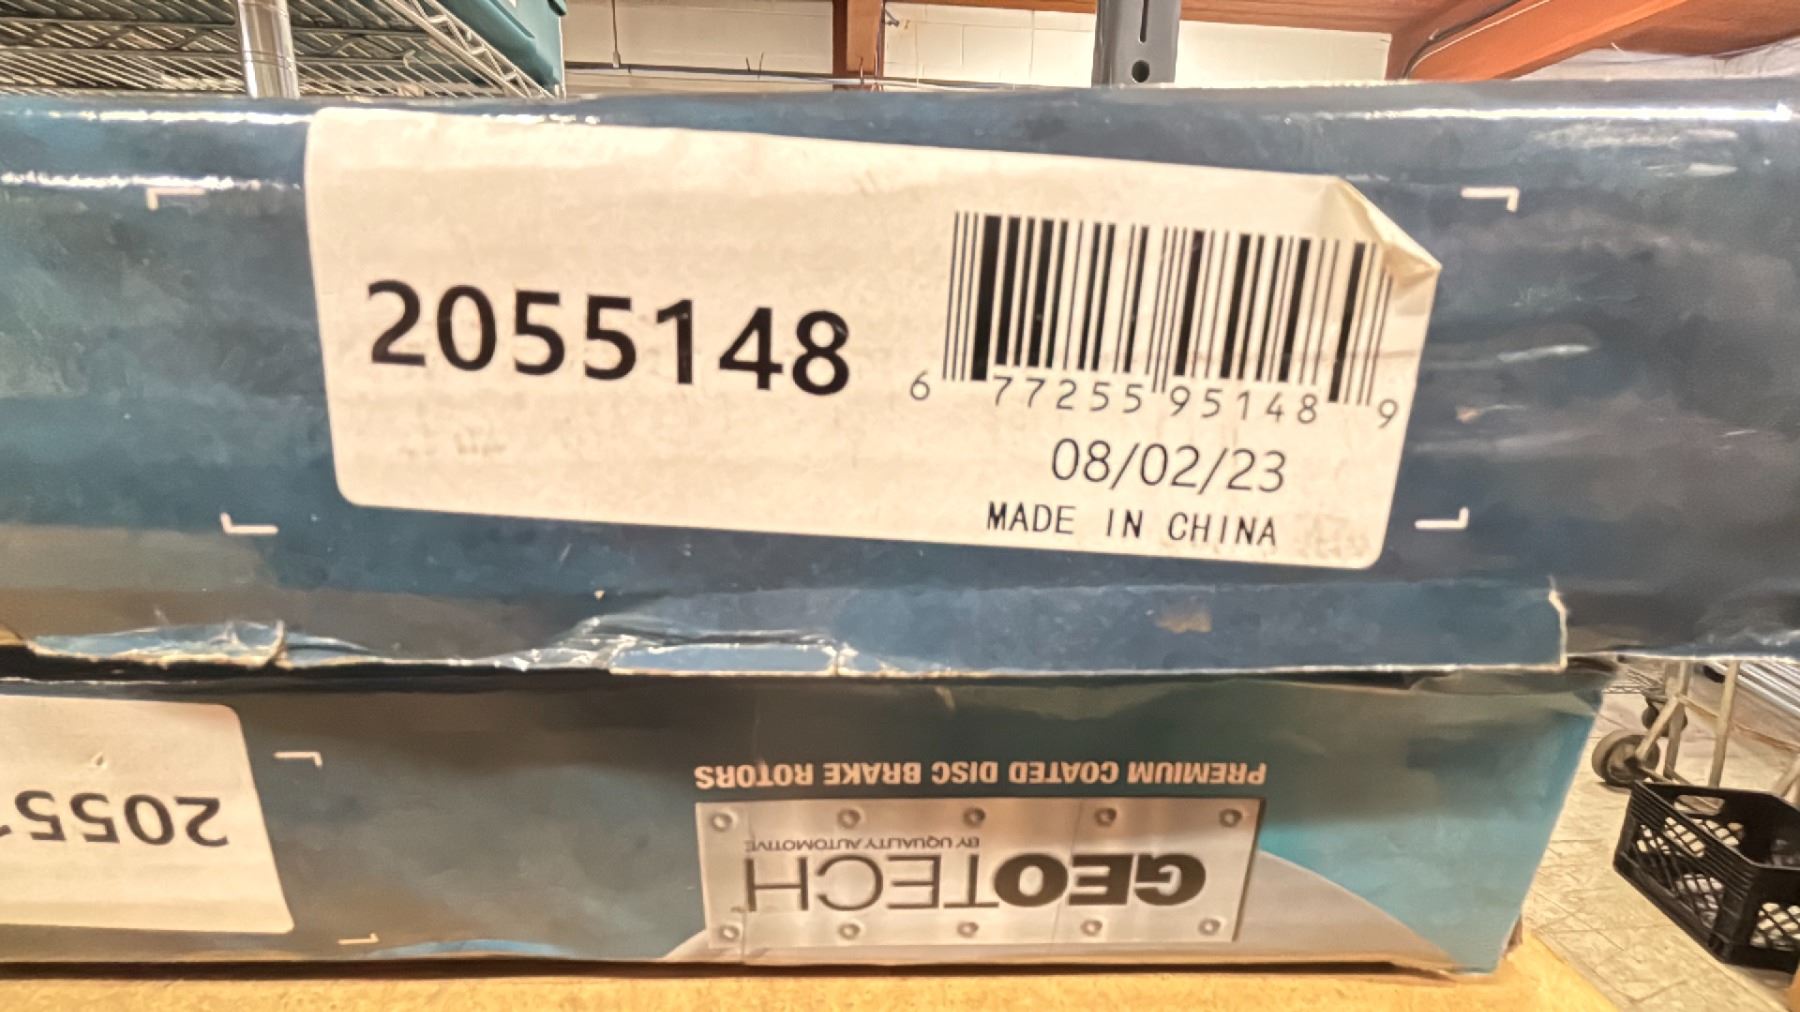 2055148
6 77255 95148 9
08/02/23
MADE IN CHINA
PREMIUM COATED DISC BRAKE ROTORS
GEOTECH
BY UQUALITY AUTOMOTIVE
2055